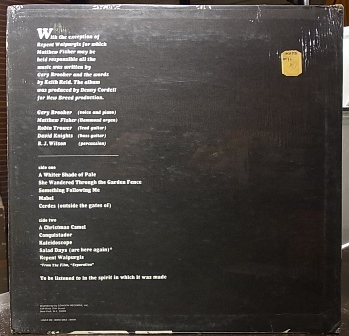 With the exception of
Repent Walpurgis for which
Matthew Fisher may be
held responsible all the
music was written by
Gary Brooker and the words
by Keith Reid. The album
was produced by Denny Cordell
for New Breed production.
Gary Brooker (voice and piano)
Matthew Fisher (Hammond organ)
Robin Trower (lead guitar)
David Knights (bass guitar)
B. J. Wilson (percussion)
side one
A Whiter Shade of Pale
She Wandered Through the Garden Fence
Something Following Me
Mabel
Cerdes (outside the gates of)
side two
A Christmas Camel
Conquistador
Kaleidoscope
Salad Days (are here again)*
Repent Walpurgis
*From The Film, "Separation"
To be listened to in the spirit in which it was made